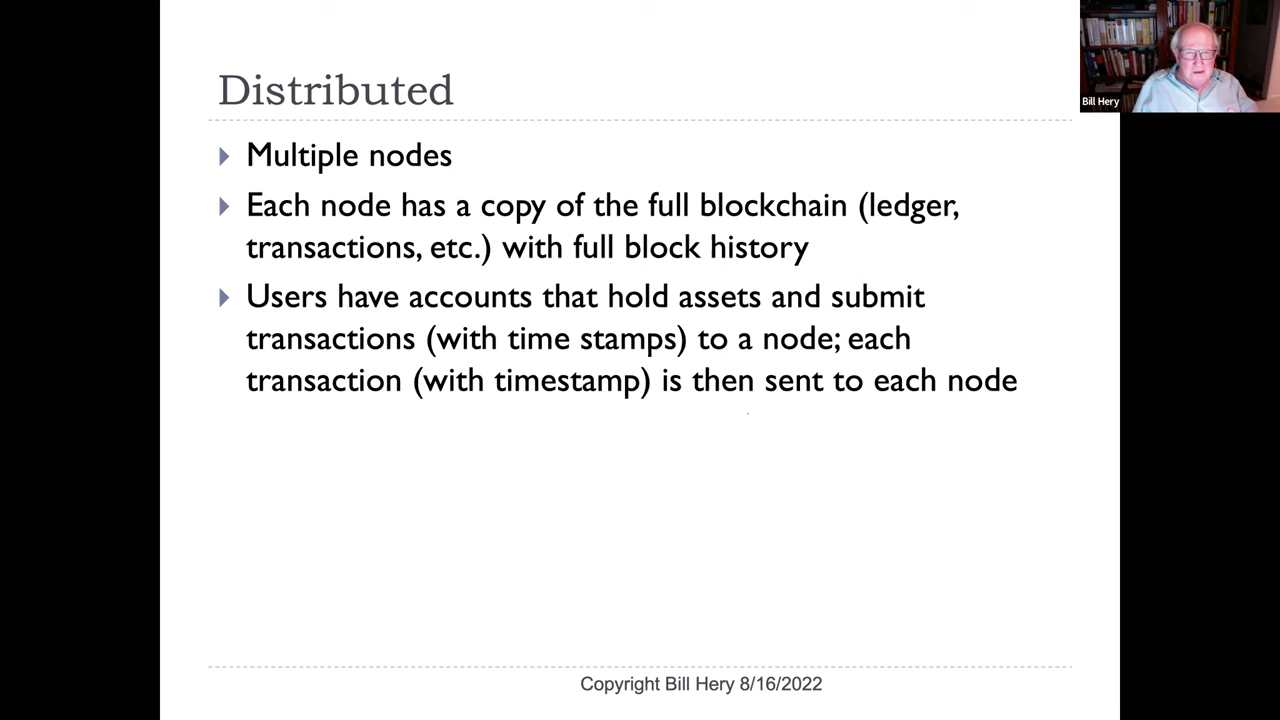 Distributed
Multiple nodes
Each node has a copy of the full blockchain (ledger,
transactions, etc.) with full block history
Users have accounts that hold assets and submit
transactions (with time stamps) to a node; each
transaction (with timestamp) is then sent to each node
Copyright Bill Hery 8/16/2022
Bill Hery